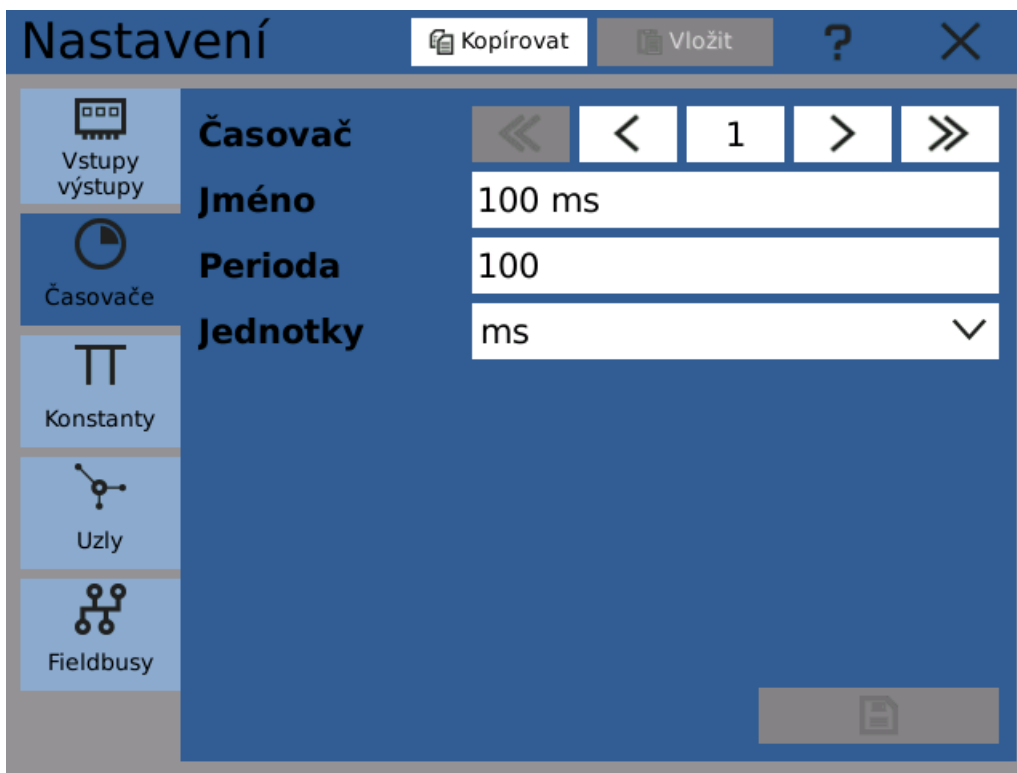 Nastavení
Kopírovat
Vložit
?
Vstupy
výstupy
Časovače
Konstanty
Uzly
Fieldbusy
Časovač
1
Jméno
100 ms
Perioda
100
Jednotky
ms